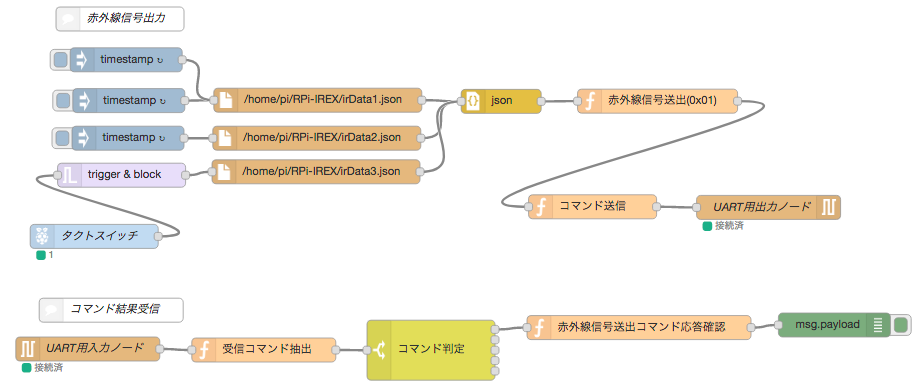 赤外線信号出力
timestamp ↻
timestamp ↻
/home/pi/RPi-IREX/irData1.json
json
赤外線信号送出(0x01)
timestamp ↻
/home/pi/RPi-IREX/irData2.json
trigger & block
/home/pi/RPi-IREX/irData3.json
コマンド送信
UART用出力ノード
接続済
タクトスイッチ
1
コマンド結果受信
UART用入力ノード
接続済
受信コマンド抽出
コマンド判定
赤外線信号送出コマンド応答確認
msg.payload